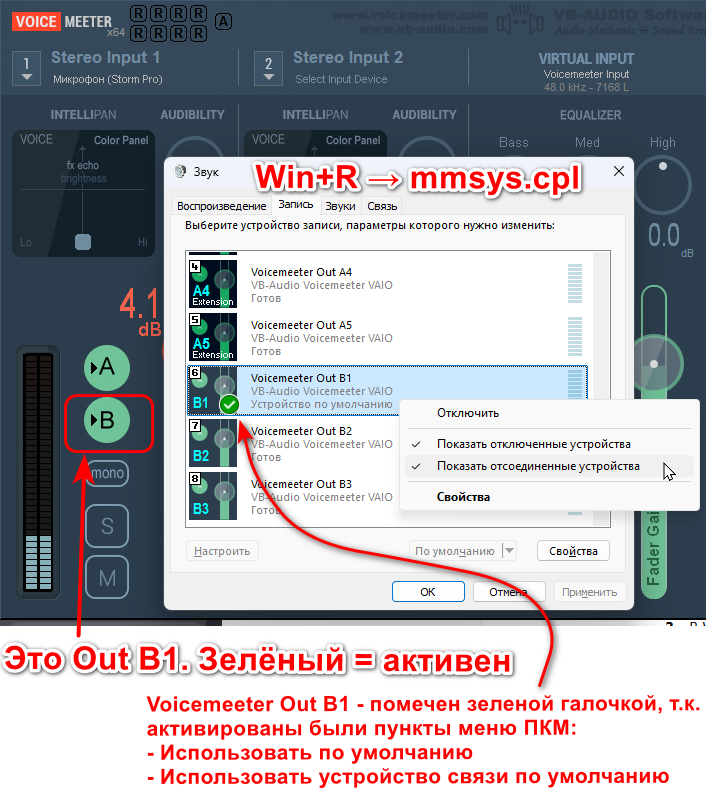 VOICE MEETER x64
R R R R A
R R R R
www.voicemeeter.com
www.vb-audio.com
VB-AUDIO Softwa
Audio Mechanic & Sound Bre
1 Stereo Input 1
Микрофон (Storm Pro)
2 Stereo Input 2
Select Input Device
VIRTUAL INPUT
Voicemeeter Input
48.0 kHz - 7168 L
INTELLIPAN AUDIBILITY INTELLIPAN AUDIBILITY EQUALIZER
VOICE Color Panel
fx echo
brightness
Lo Hi
VOICE Color Panel
Bass Med High
0.0
dB
4.1
dB
A
B
mono
S
M
Fader Gai
Звук
Win+R → mmsys.cpl
Воспроизведение Запись Звуки Связь
Выберите устройство записи, параметры которого нужно изменить:
4
A4
Extension
Voicemeeter Out A4
VB-Audio Voicemeeter VAIO
Готов
5
A5
Extension
Voicemeeter Out A5
VB-Audio Voicemeeter VAIO
Готов
6
B1
Voicemeeter Out B1
VB-Audio Voicemeeter VAIO
Устройство по умолчанию
7
B2
Voicemeeter Out B2
VB-Audio Voicemeeter VAIO
Готов
8
B3
Voicemeeter Out B3
VB-Audio Voicemeeter VAIO
Готов
Отключить
Показать отключенные устройства
Показать отсоединенные устройства
Свойства
Настроить По умолчанию Свойства
ОК Отмена Применить
Это Out B1. Зелёный = активен
Voicemeeter Out B1 - помечен зеленой галочкой, т.к.
активированы были пункты меню ПКМ:
- Использовать по умолчанию
- Использовать устройство связи по умолчанию